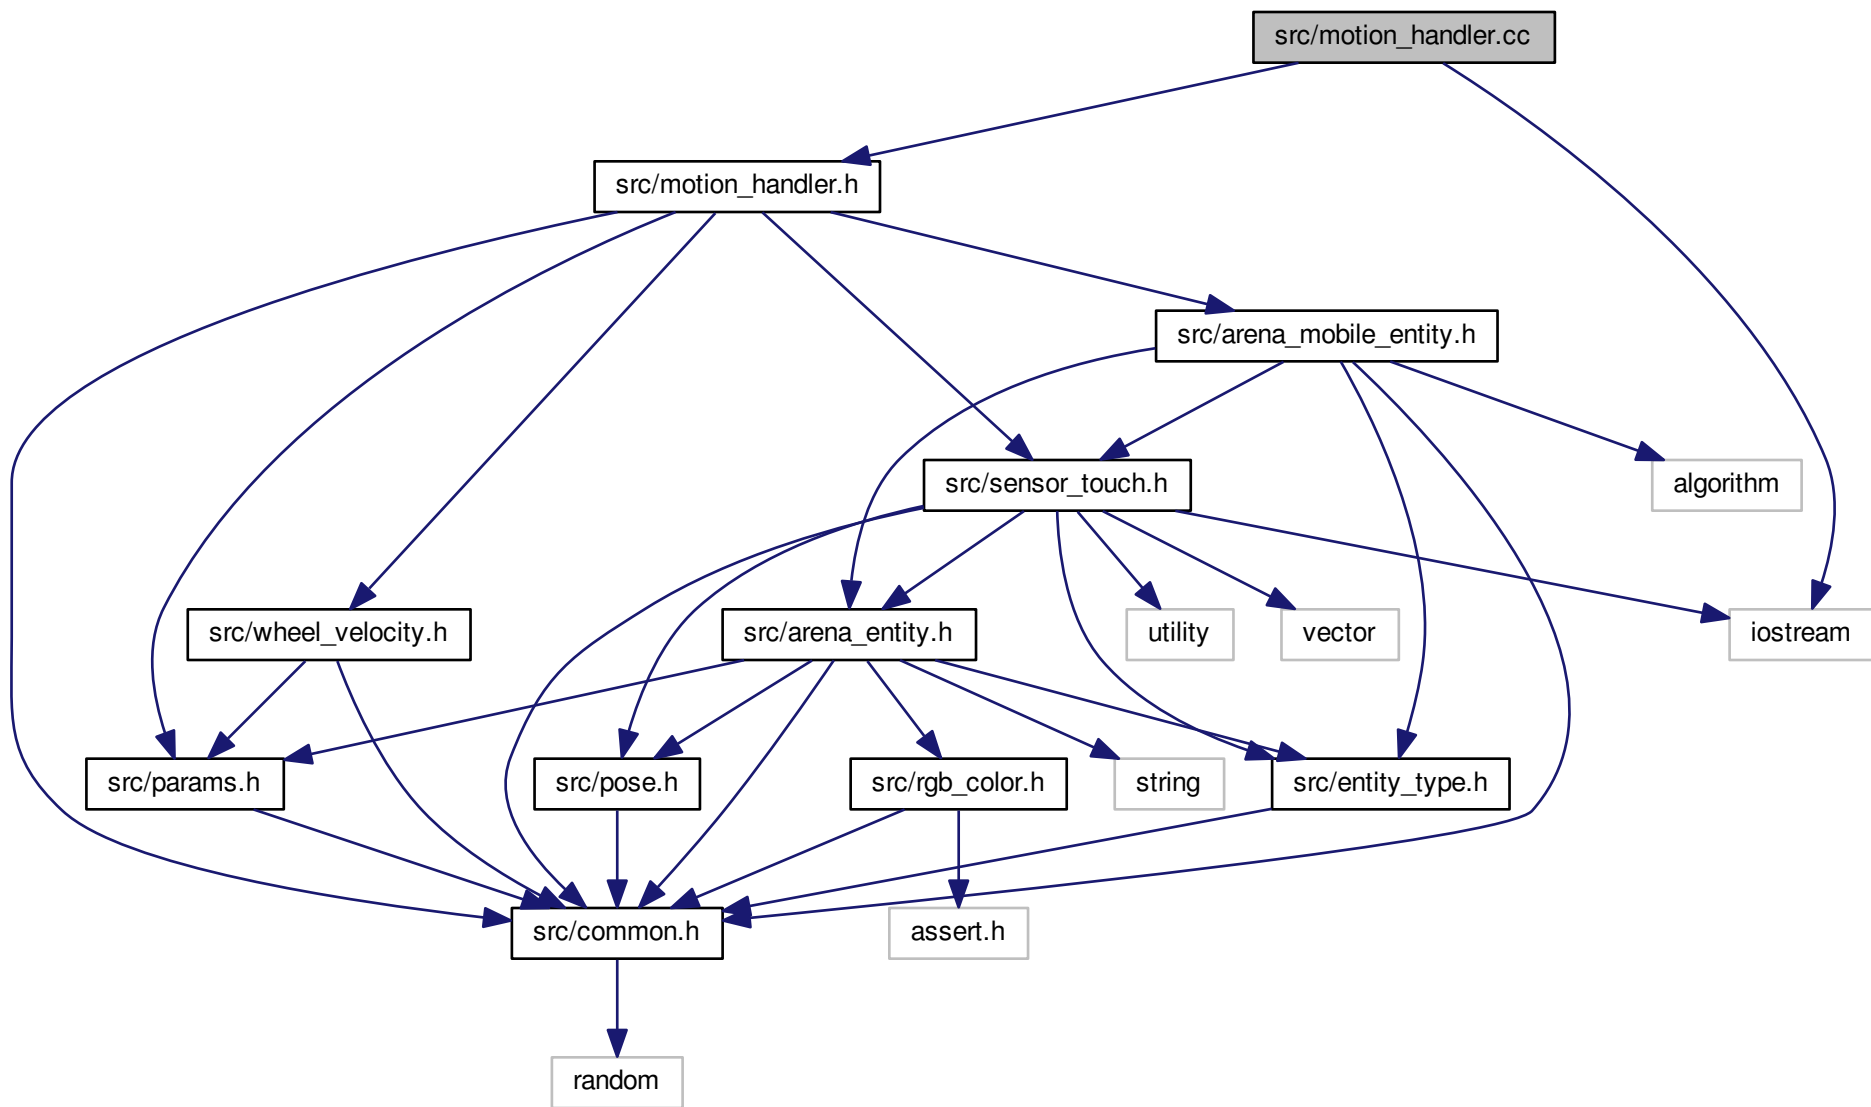 src/motion_handler.cc
src/motion_handler.h
src/arena_mobile_entity.h
src/sensor_touch.h
algorithm
src/wheel_velocity.h
src/arena_entity.h
utility
vector
iostream
src/params.h
src/pose.h
src/rgb_color.h
string
src/entity_type.h
src/common.h
assert.h
random